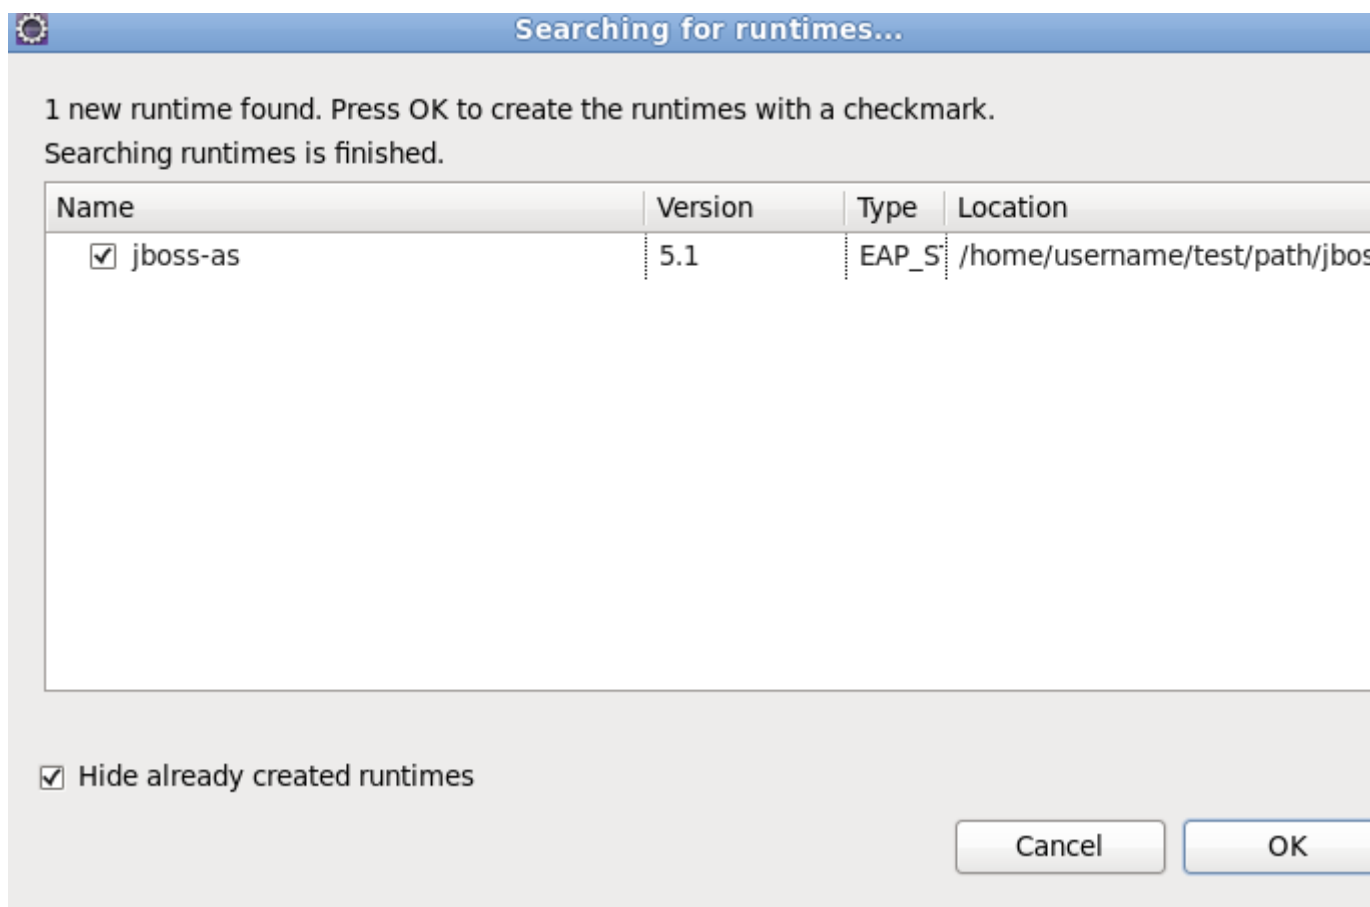 Searching for runtimes...
1 new runtime found. Press OK to create the runtimes with a checkmark.
Searching runtimes is finished.
Name Version Type Location
jboss-as 5.1 EAP_S /home/username/test/path/jbos
Hide already created runtimes
Cancel OK